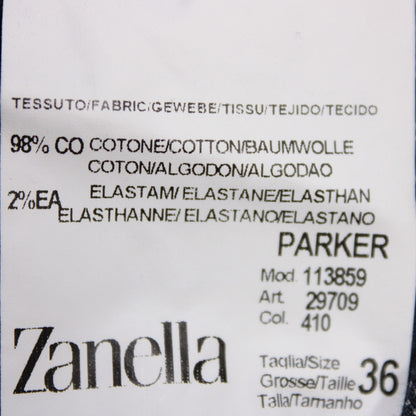 TESSUTO/FABRIC/GEWEBE/TISSU/TEJIDO/TECIDO
98% CO COTONE/COTTON/BAUMWOLLE
COTON/ALGODON/ALGODAO
2%EA ELASTAM/ELASTANE/ELASTHAN
ELASTHANNE/ELASTANO/ELASTANO
PARKER
Mod. 113859
Art. 29709
Col. 410
Zanella
Taglia/Size 36
Grosse/Taille
Talla/Tamanho